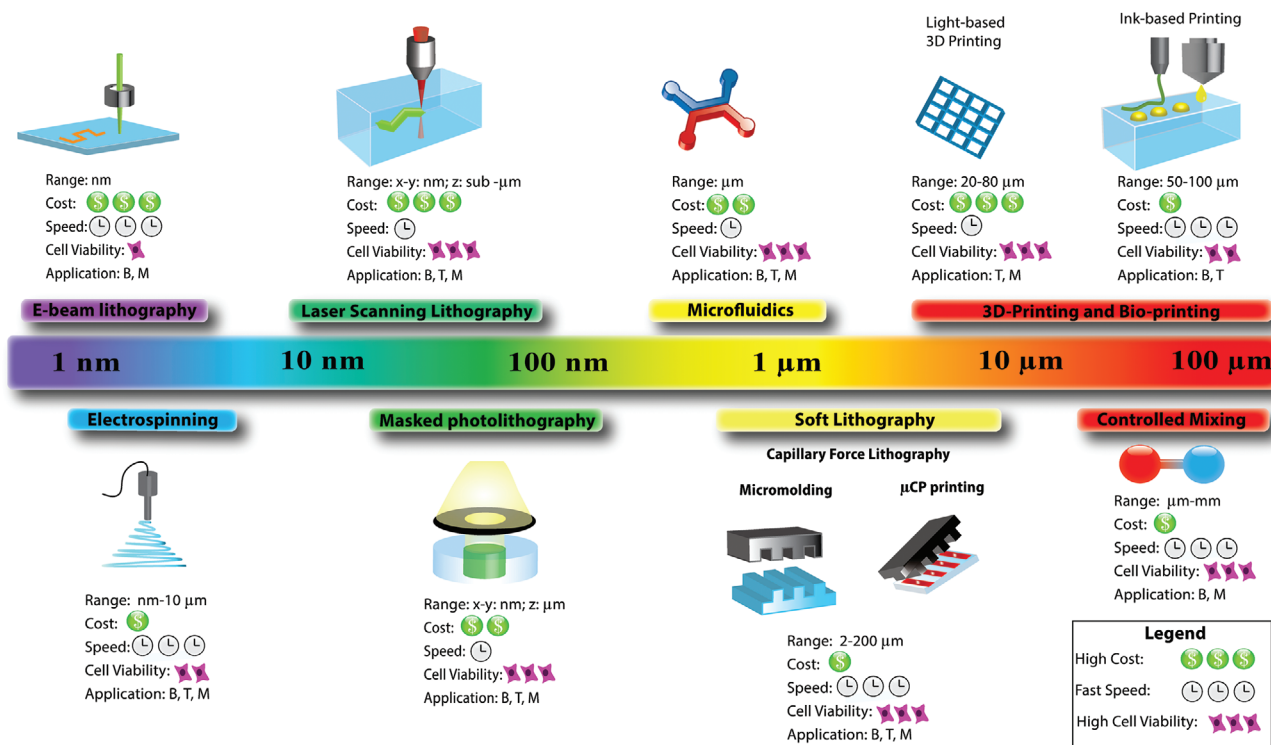 Light-based
3D Printing
Ink-based Printing
Range: nm
Cost: $ $ $
Speed:
Cell Viability:
Application: B, M
Range: x-y: nm; z: sub -μm
Cost: $ $ $
Speed:
Cell Viability:
Application: B, T, M
Range: μm
Cost: $ $
Speed:
Cell Viability:
Application: B, T, M
Range: 20-80 μm
Cost: $ $ $
Speed:
Cell Viability:
Application: T, M
Range: 50-100 μm
Cost: $
Speed:
Cell Viability:
Application: B, T
E-beam lithography
Laser Scanning Lithography
Microfluidics
3D-Printing and Bio-printing
1 nm
10 nm
100 nm
1 μm
10 μm
100 μm
Electrospinning
Masked photolithography
Soft Lithography
Controlled Mixing
Range: nm-10 μm
Cost: $
Speed:
Cell Viability:
Application: B, T, M
Range: x-y: nm; z: μm
Cost: $ $
Speed:
Cell Viability:
Application: B, T, M
Capillary Force Lithography
Micromolding
μCP printing
Range: 2-200 μm
Cost: $
Speed:
Cell Viability:
Application: B, T, M
Range: μm-mm
Cost: $
Speed:
Cell Viability:
Application: B, M
Legend
High Cost: $ $ $
Fast Speed:
High Cell Viability: